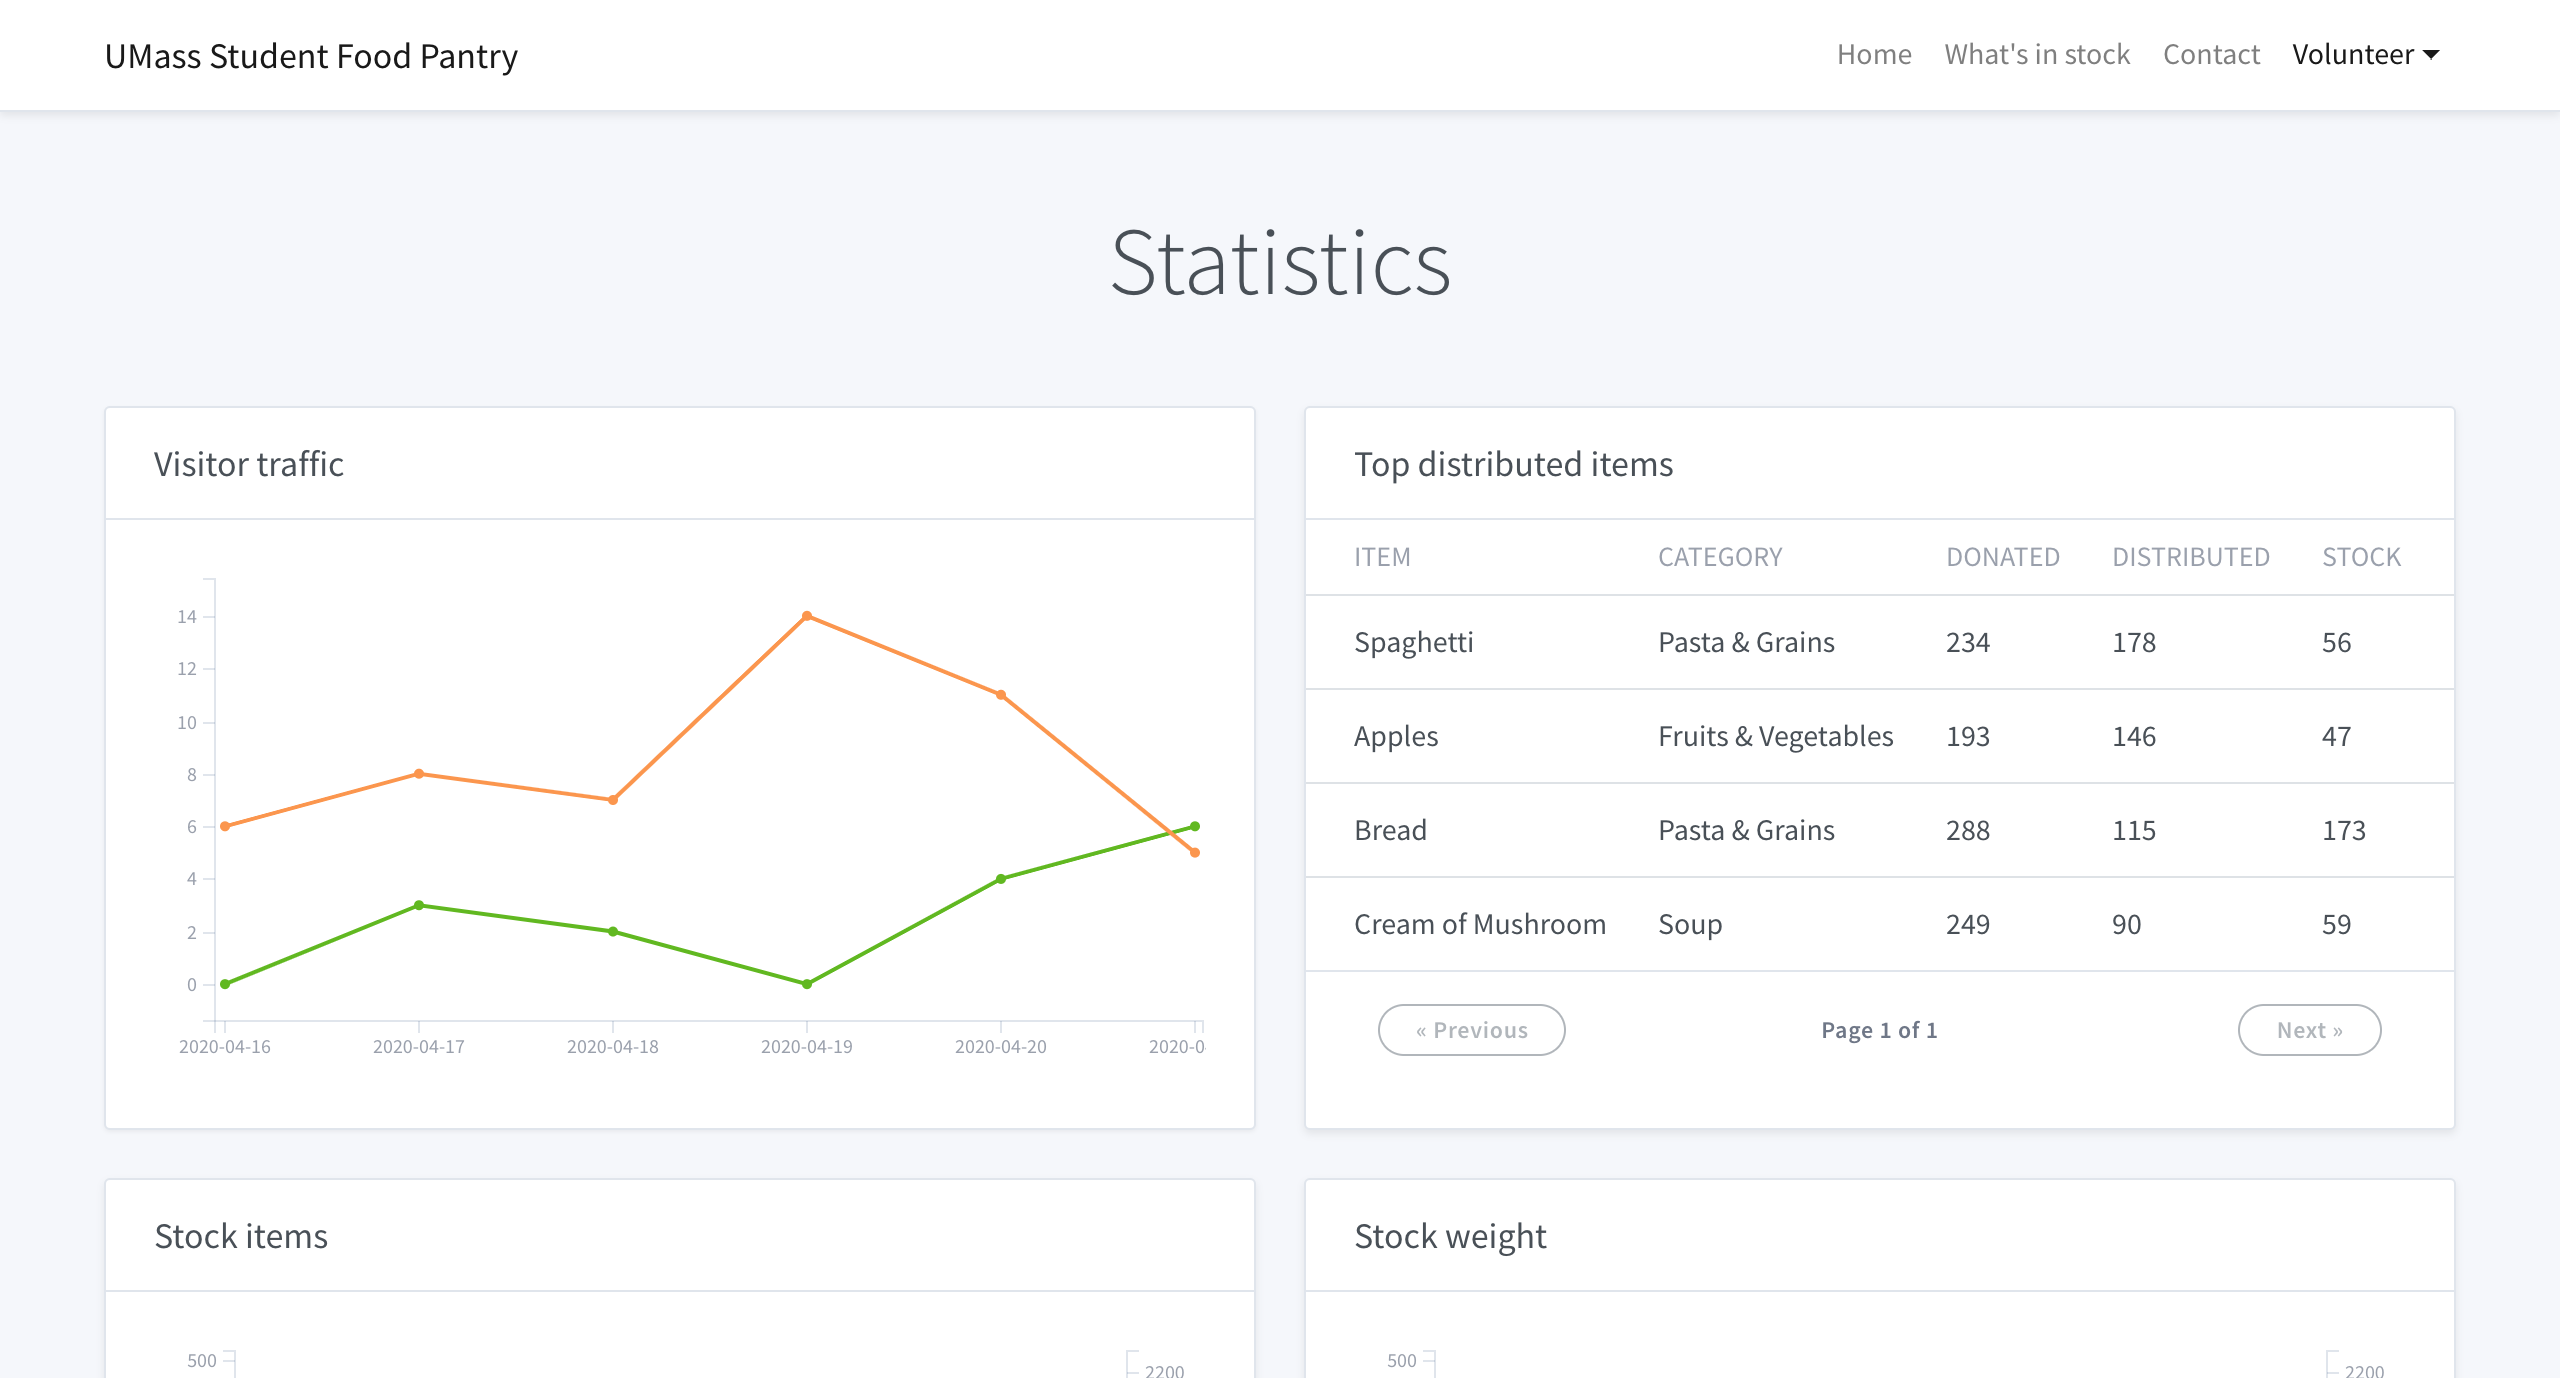 UMass Student Food Pantry
Home What's in stock Contact Volunteer
Statistics
Visitor traffic
14
12
10
8
6
4
2
0
2020-04-16 2020-04-17 2020-04-18 2020-04-19 2020-04-20 2020-0
Top distributed items
ITEM CATEGORY DONATED DISTRIBUTED STOCK
Spaghetti Pasta & Grains 234 178 56
Apples Fruits & Vegetables 193 146 47
Bread Pasta & Grains 288 115 173
Cream of Mushroom Soup 249 90 59
« Previous Page 1 of 1 Next »
Stock items
500 2200
Stock weight
500 2200